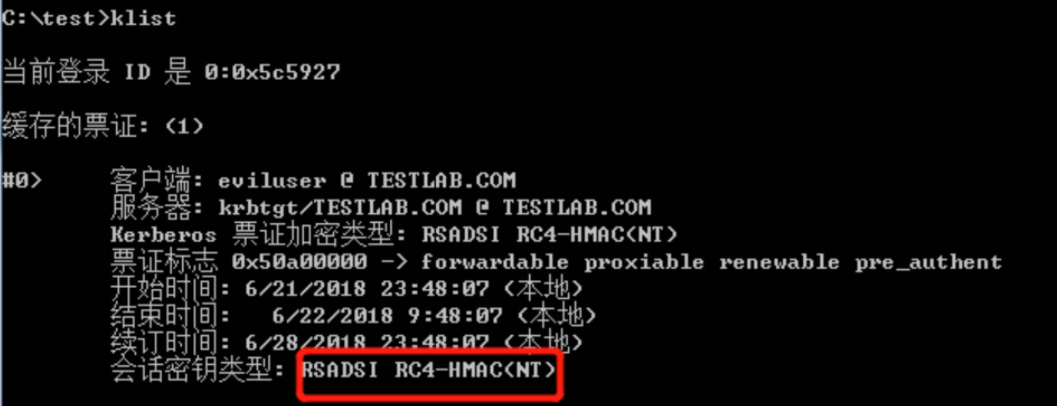 C:\test>klist
当前登录 ID 是 0:0x5c5927
缓存的票证: (1)
#0> 客户端: eviluser @ TESTLAB.COM
服务器: krbtgt/TESTLAB.COM @ TESTLAB.COM
Kerberos 票证加密类型: RSADSI RC4-HMAC(NT)
票证标志 0x50a00000 -> forwardable proxiable renewable pre_authent
开始时间: 6/21/2018 23:48:07 (本地)
结束时间: 6/22/2018 9:48:07 (本地)
续订时间: 6/28/2018 23:48:07 (本地)
会话密钥类型: RSADSI RC4-HMAC(NT)